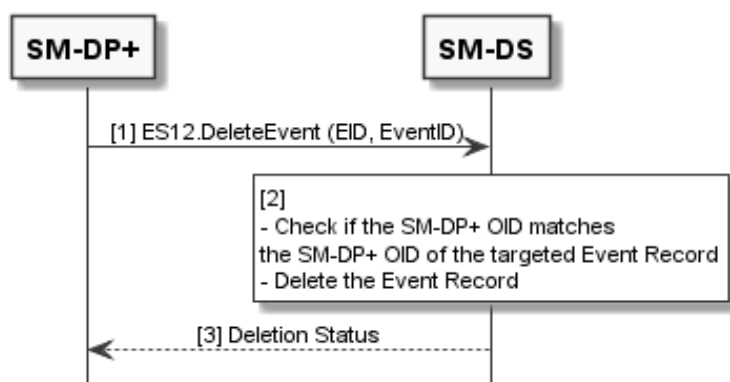 SM-DP+
SM-DS
[1] ES12.DeleteEvent (EID, EventID)
[2]
- Check if the SM-DP+ OID matches
the SM-DP+ OID of the targeted Event Record
- Delete the Event Record
[3] Deletion Status